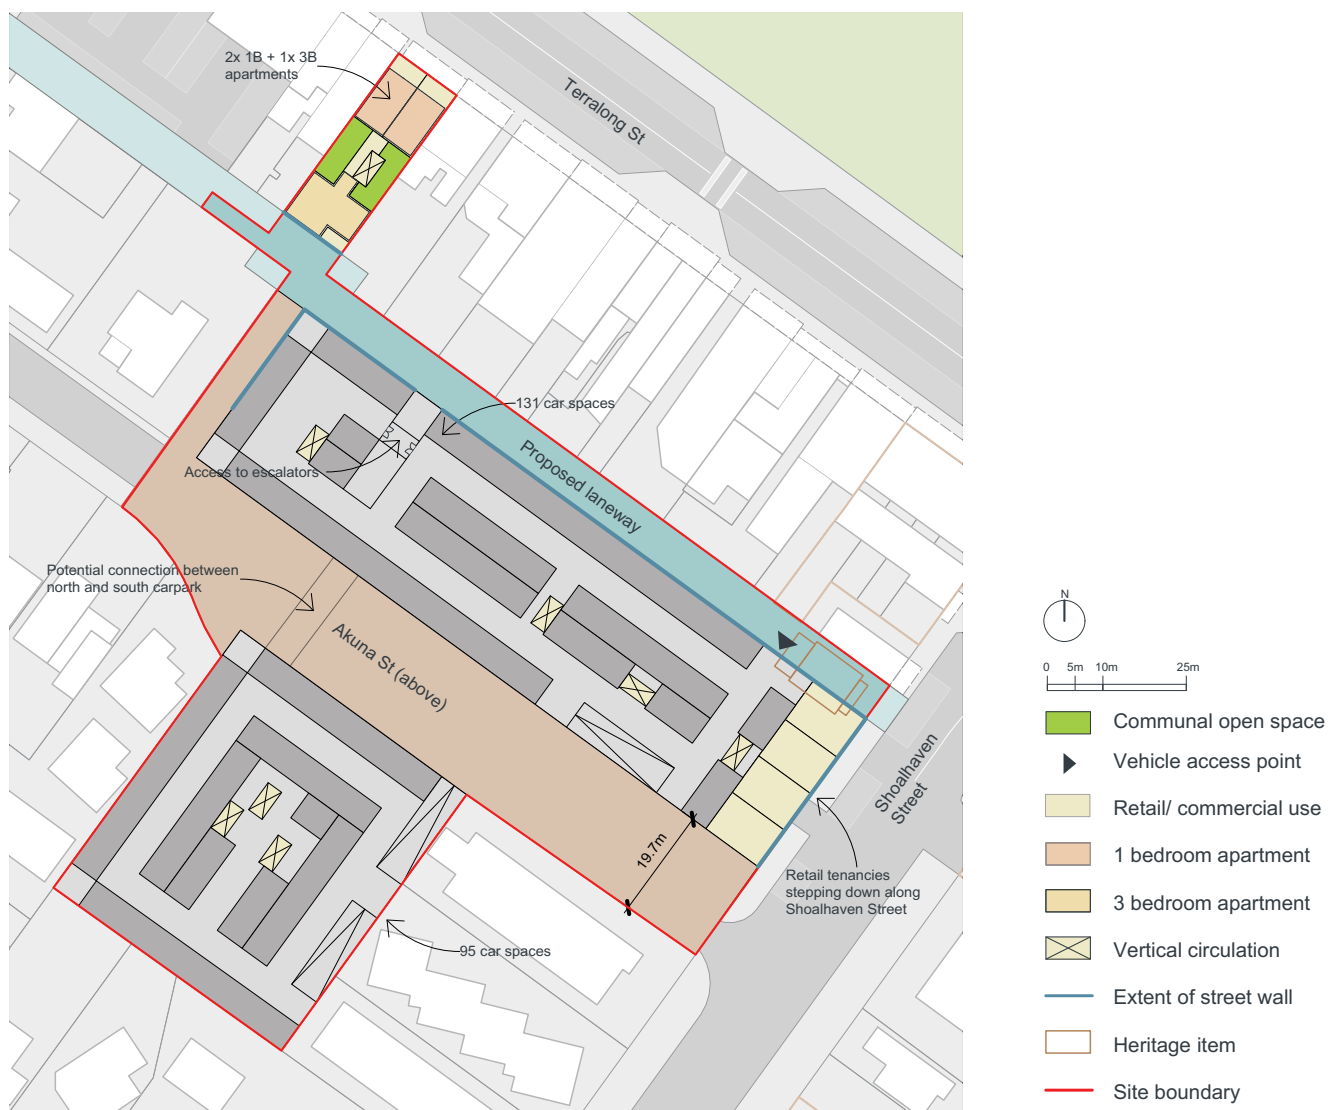 2x 1B + 1x 3B
apartments
Terralong St
131 car spaces
Access to escalators
Proposed laneway
Potential connection between
north and south carpark
Akuna St (above)
19.7m
Shoalhaven
Street
Retail tenancies
stepping down along
Shoalhaven Street
95 car spaces
N
0 5m 10m 25m
Communal open space
Vehicle access point
Retail/ commercial use
1 bedroom apartment
3 bedroom apartment
Vertical circulation
Extent of street wall
Heritage item
Site boundary